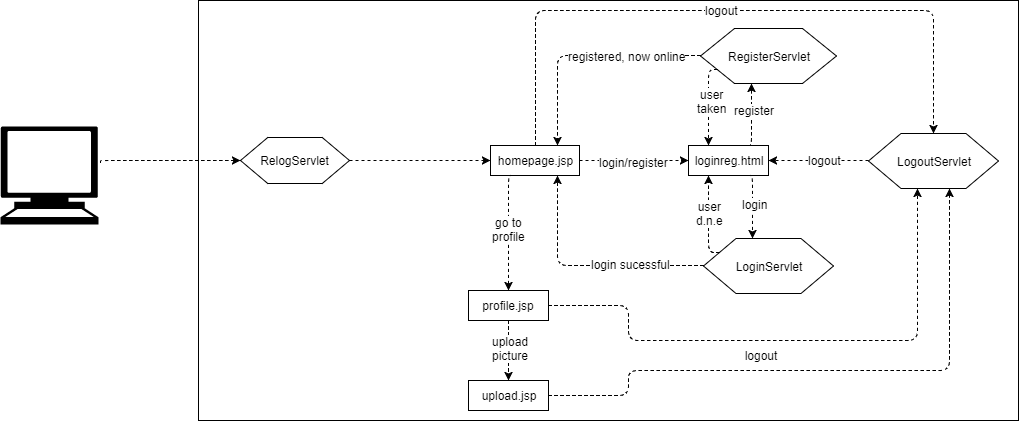 logout
registered, now online
RegisterServlet
user
taken
register
RelogServlet
homepage.jsp
login/register
loginreg.html
logout
LogoutServlet
go to
profile
user
d.n.e
login
login sucessful
LoginServlet
profile.jsp
upload
picture
logout
upload.jsp